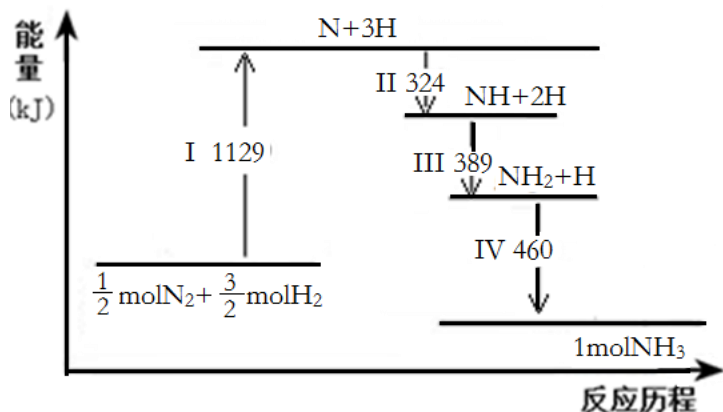 能量(kJ)
N+3H
II 324
NH+2H
I 1129
III 389
NH₂+H
IV 460
½ molN₂+ 3/2 molH₂
1molNH₃
反应历程